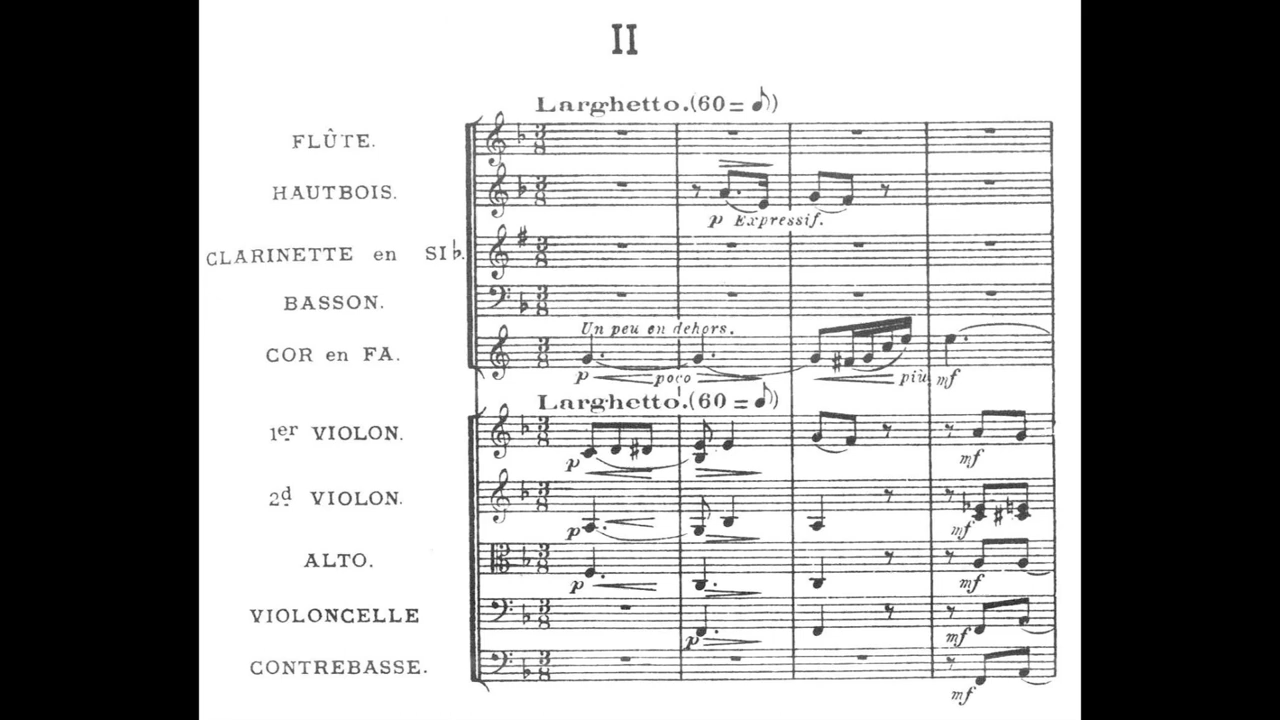 II
Larghetto.(60 = ♪)
FLÛTE.
HAUTBOIS.
p Expressif.
CLARINETTE en SI♭.
BASSON.
Un peu en dehors.
COR en FA.
p poco più mf
Larghetto.(60 = ♪)
1er VIOLON.
p mf
2d VIOLON.
p mf
ALTO.
p mf
VIOLONCELLE
p mf
CONTREBASSE.
mf